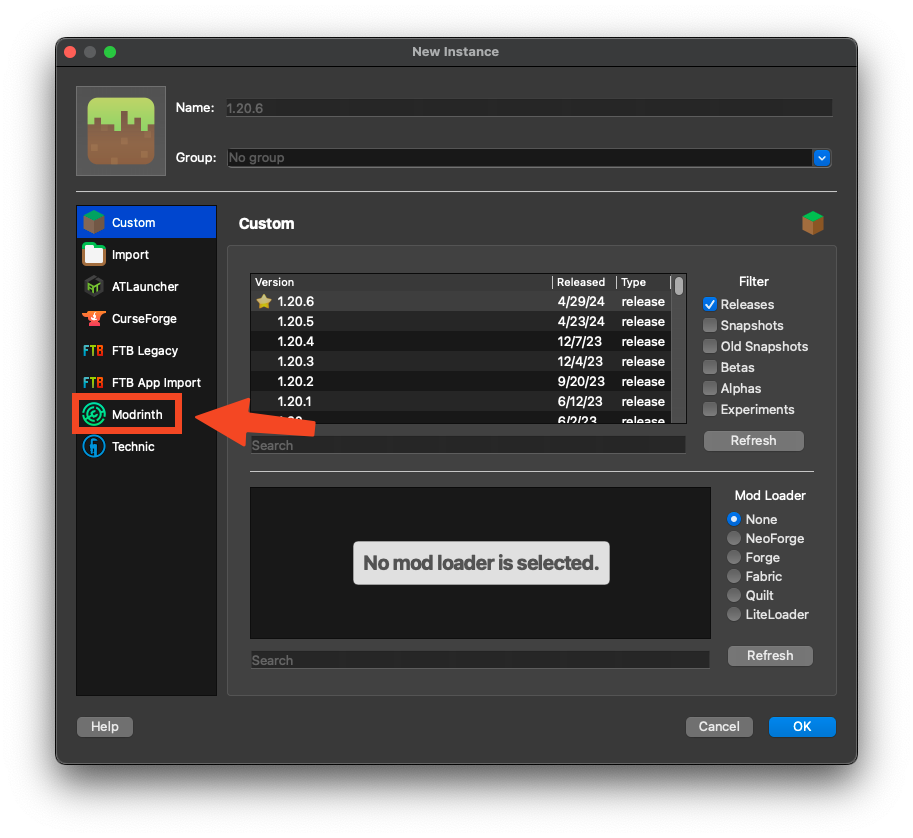 New Instance
Name: 1.20.6
Group: No group
Custom
Import
ATLauncher
CurseForge
FTB FTB Legacy
FTB FTB App Import
Modrinth
Technic
Custom
Version Released Type
1.20.6 4/29/24 release
1.20.5 4/23/24 release
1.20.4 12/7/23 release
1.20.3 12/4/23 release
1.20.2 9/20/23 release
1.20.1 6/12/23 release
6/2/23 release
Search
Filter
Releases
Snapshots
Old Snapshots
Betas
Alphas
Experiments
Refresh
No mod loader is selected.
Search
Mod Loader
None
NeoForge
Forge
Fabric
Quilt
LiteLoader
Refresh
Help
Cancel
OK